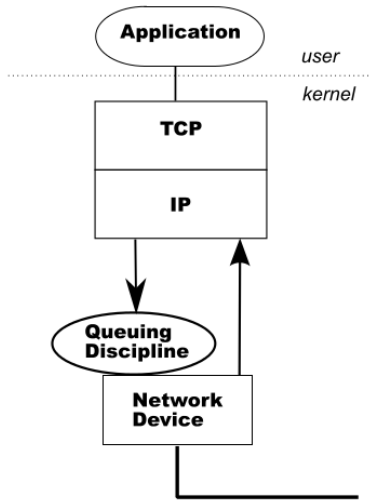 Application
user
kernel
TCP
IP
Queuing
Discipline
Network
Device